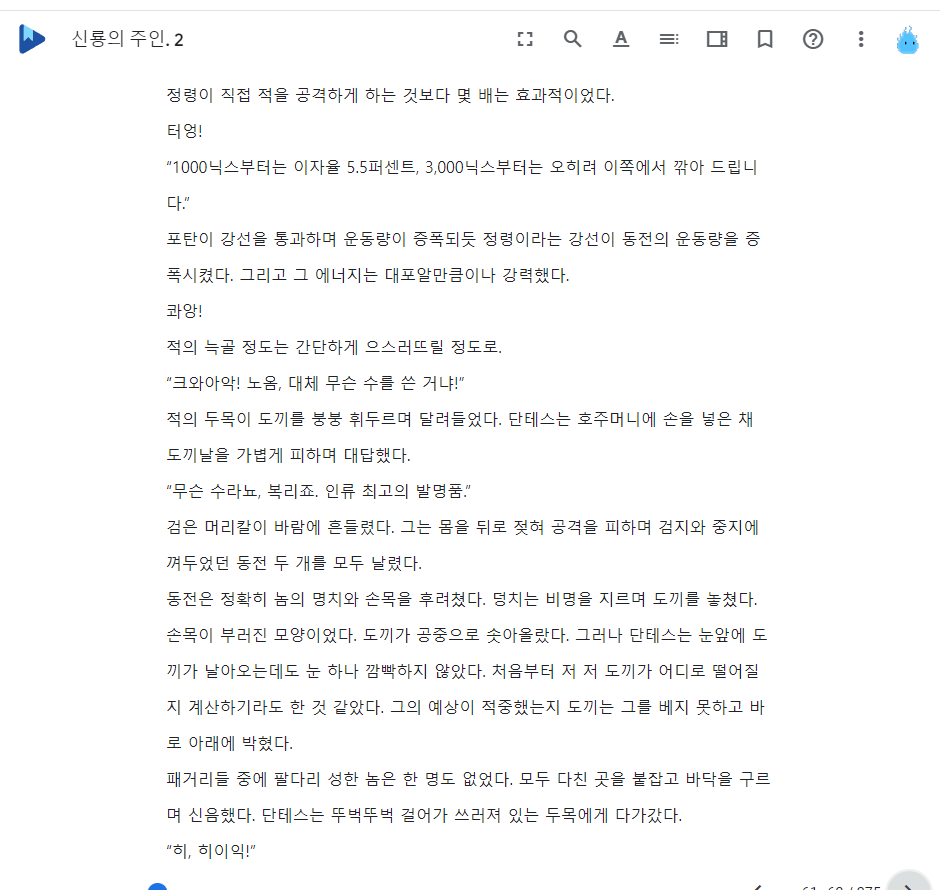 신룡의 주인. 2
정령이 직접 적을 공격하게 하는 것보다 몇 배는 효과적이었다.
터엉!
“1000닉스부터는 이자율 5.5퍼센트, 3,000닉스부터는 오히려 이쪽에서 깎아 드립니
다.”
포탄이 강선을 통과하며 운동량이 증폭되듯 정령이라는 강선이 동전의 운동량을 증
폭시켰다. 그리고 그 에너지는 대포알만큼이나 강력했다.
콰앙!
적의 늑골 정도는 간단하게 으스러뜨릴 정도로.
“크와아악! 노옴, 대체 무슨 수를 쓴 거냐!”
적의 두목이 도끼를 붕붕 휘두르며 달려들었다. 단테스는 호주머니에 손을 넣은 채
도끼날을 가볍게 피하며 대답했다.
“무슨 수라뇨, 복리죠. 인류 최고의 발명품.”
검은 머리칼이 바람에 흔들렸다. 그는 몸을 뒤로 젖혀 공격을 피하며 검지와 중지에
껴두었던 동전 두 개를 모두 날렸다.
동전은 정확히 놈의 명치와 손목을 후려쳤다. 덩치는 비명을 지르며 도끼를 놓쳤다.
손목이 부러진 모양이었다. 도끼가 공중으로 솟아올랐다. 그러나 단테스는 눈앞에 도
끼가 날아오는데도 눈 하나 깜빡하지 않았다. 처음부터 저 저 도끼가 어디로 떨어질
지 계산하기라도 한 것 같았다. 그의 예상이 적중했는지 도끼는 그를 베지 못하고 바
로 아래에 박혔다.
패거리들 중에 팔다리 성한 놈은 한 명도 없었다. 모두 다친 곳을 붙잡고 바닥을 구르
며 신음했다. 단테스는 뚜벅뚜벅 걸어가 쓰러져 있는 두목에게 다가갔다.
“히, 히이익!”